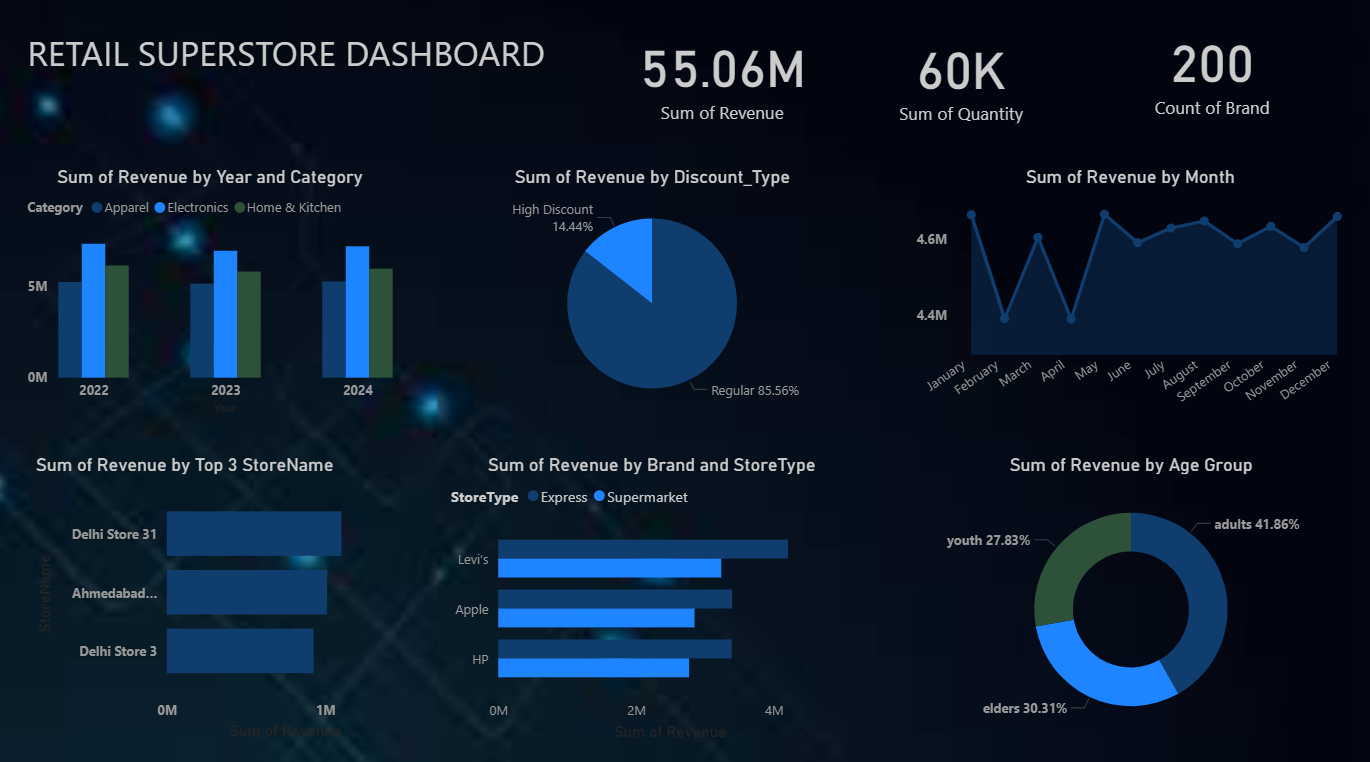 RETAIL SUPERSTORE DASHBOARD
55.06M
Sum of Revenue
60K
Sum of Quantity
200
Count of Brand
Sum of Revenue by Year and Category
Category Apparel Electronics Home & Kitchen
5M
0M
2022 2023 2024
Year
Sum of Revenue by Discount_Type
High Discount
14.44%
Regular 85.56%
Sum of Revenue by Month
4.6M
4.4M
January February March April May June July August September October November December
Sum of Revenue by Top 3 StoreName
StoreName
Delhi Store 31
Ahmedabad...
Delhi Store 3
0M 1M
Sum of Revenue
Sum of Revenue by Brand and StoreType
StoreType Express Supermarket
Levi's
Apple
HP
0M 2M 4M
Sum of Revenue
Sum of Revenue by Age Group
adults 41.86%
youth 27.83%
elders 30.31%